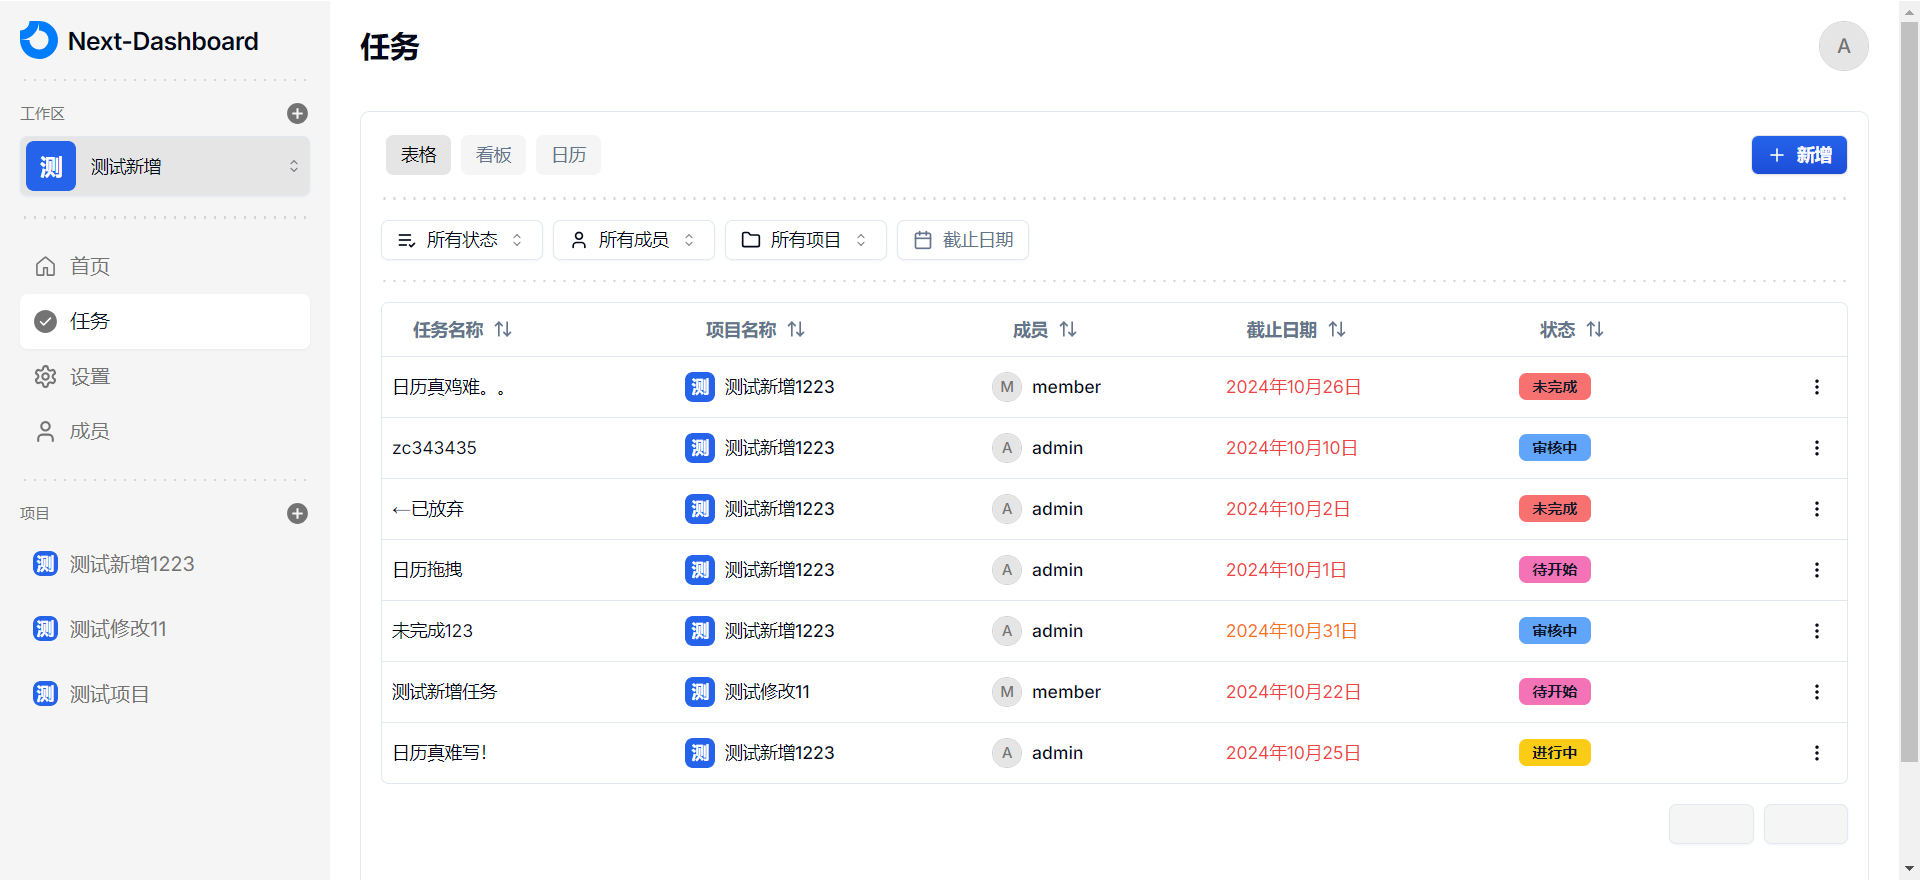 Next-Dashboard
工作区
测 测试新增
首页
任务
设置
成员
项目
测 测试新增1223
测 测试修改11
测 测试项目
任务
A
表格 看板 日历
新增
所有状态 所有成员 所有项目 截止日期
任务名称 项目名称 成员 截止日期 状态
日历真鸡难。。 测 测试新增1223 M member 2024年10月26日 未完成
zc343435 测 测试新增1223 A admin 2024年10月10日 审核中
←已放弃 测 测试新增1223 A admin 2024年10月2日 未完成
日历拖拽 测 测试新增1223 A admin 2024年10月1日 待开始
未完成123 测 测试新增1223 A admin 2024年10月31日 审核中
测试新增任务 测 测试修改11 M member 2024年10月22日 待开始
日历真难写! 测 测试新增1223 A admin 2024年10月25日 进行中